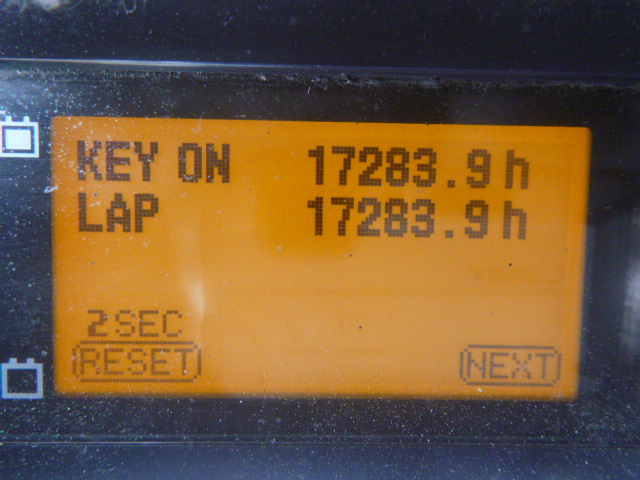 KEY ON 17283.9h
LAP 17283.9h
2SEC
RESET NEXT